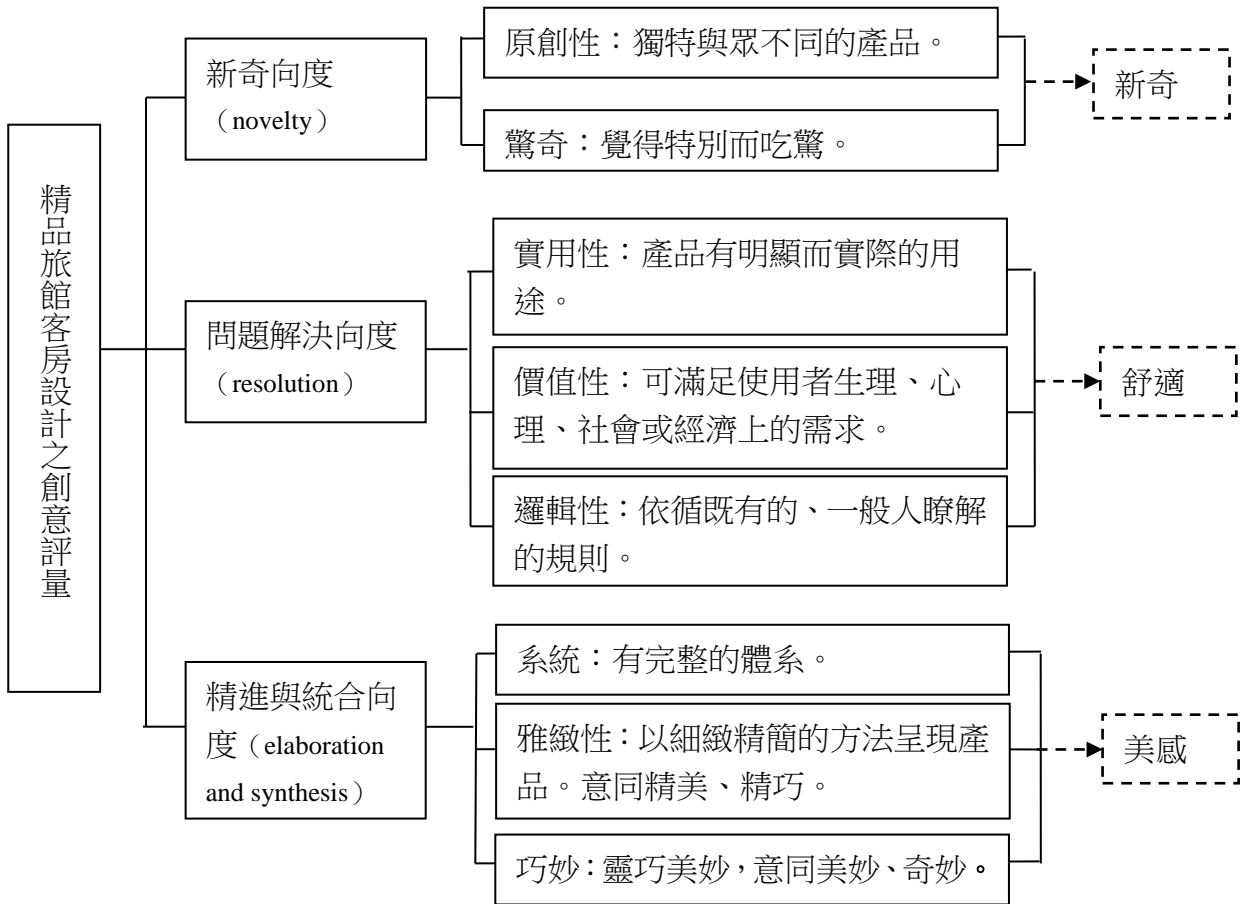 精品旅館客房設計之創意評量
新奇向度
（novelty）
原創性：獨特與眾不同的產品。
驚奇：覺得特別而吃驚。
新奇
問題解決向度
（resolution）
實用性：產品有明顯而實際的用
途。
價值性：可滿足使用者生理、心
理、社會或經濟上的需求。
邏輯性：依循既有的、一般人瞭解
的規則。
舒適
精進與統合向
度（elaboration
and synthesis）
系統：有完整的體系。
雅緻性：以細緻精簡的方法呈現產
品。意同精美、精巧。
巧妙：靈巧美妙，意同美妙、奇妙。
美感